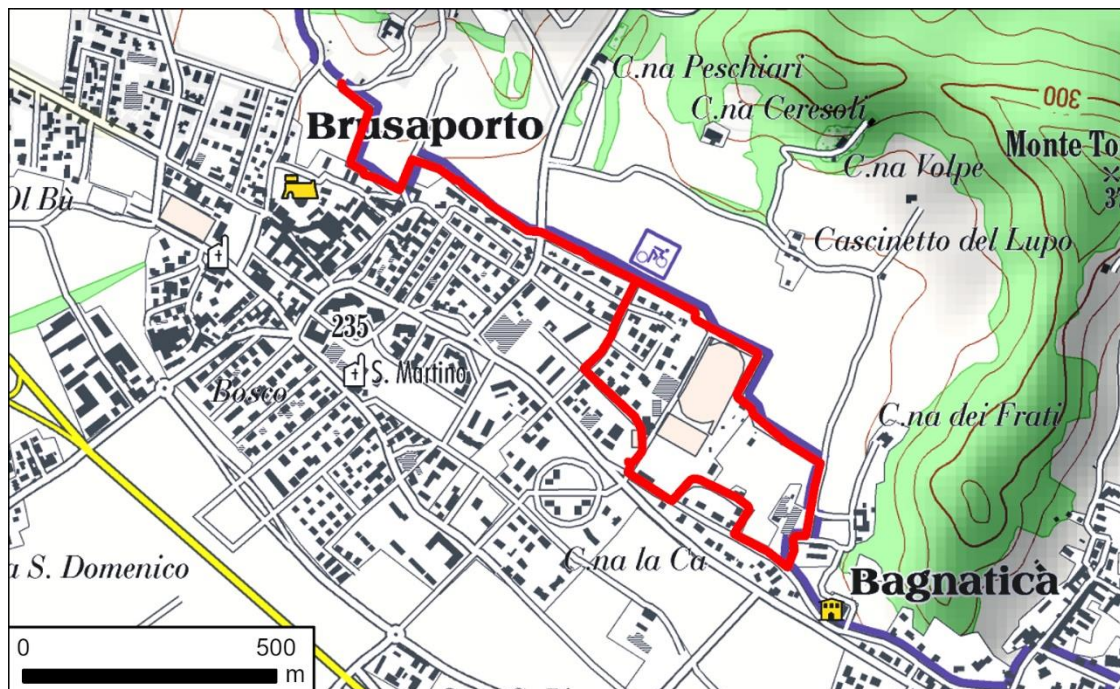 C.na Peschiari
C.na Ceresoli
300
Brusaporto
Monte To
C.na Volpe
3
Ol Bù
Cascinetto del Lupo
235
S. Martino
Bosco
C.na dei Frati
C.na la Ca
a S. Domenico
Bagnatica
0 500
m